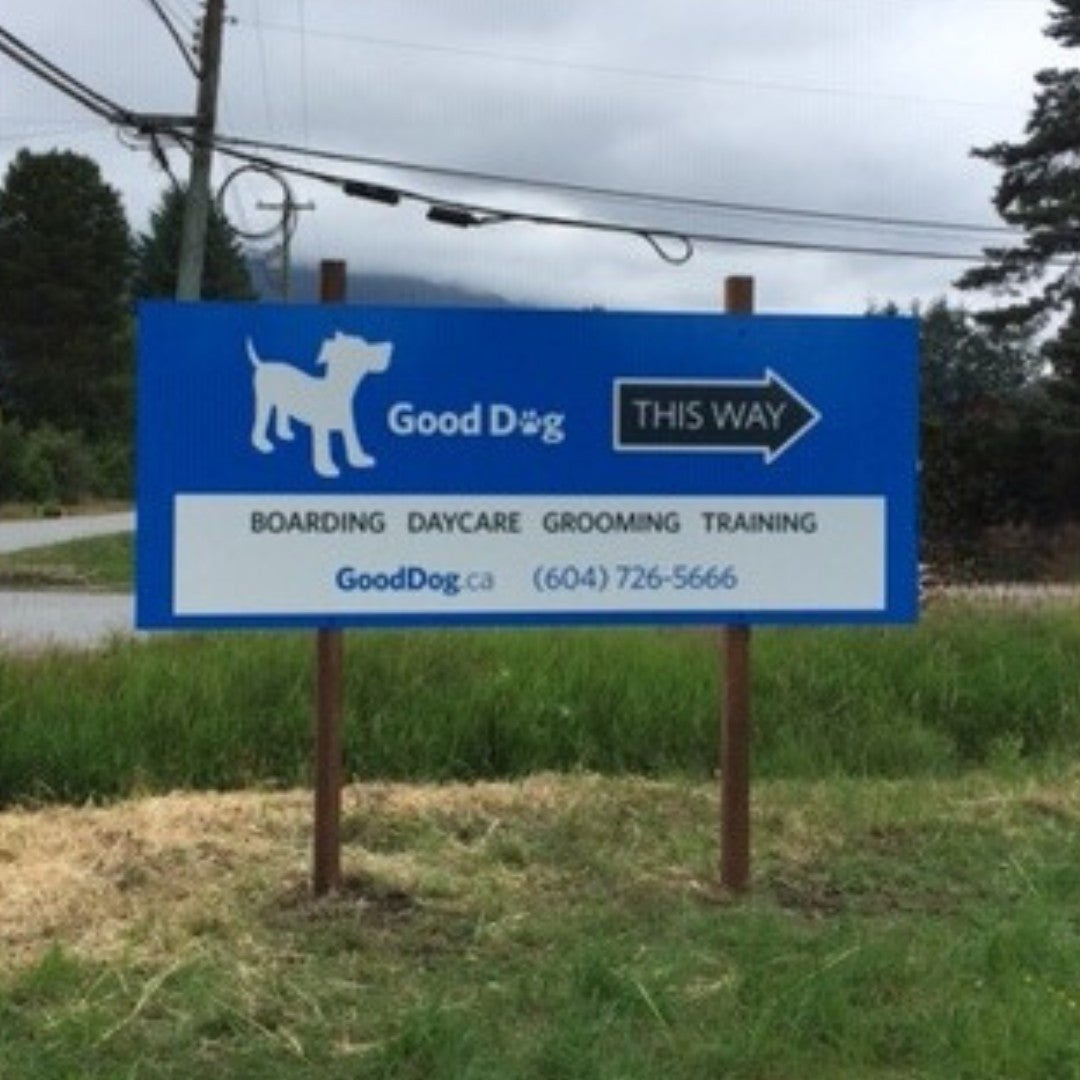 Good Dog
THIS WAY
BOARDING DAYCARE GROOMING TRAINING
GoodDog.ca (604) 726-5666